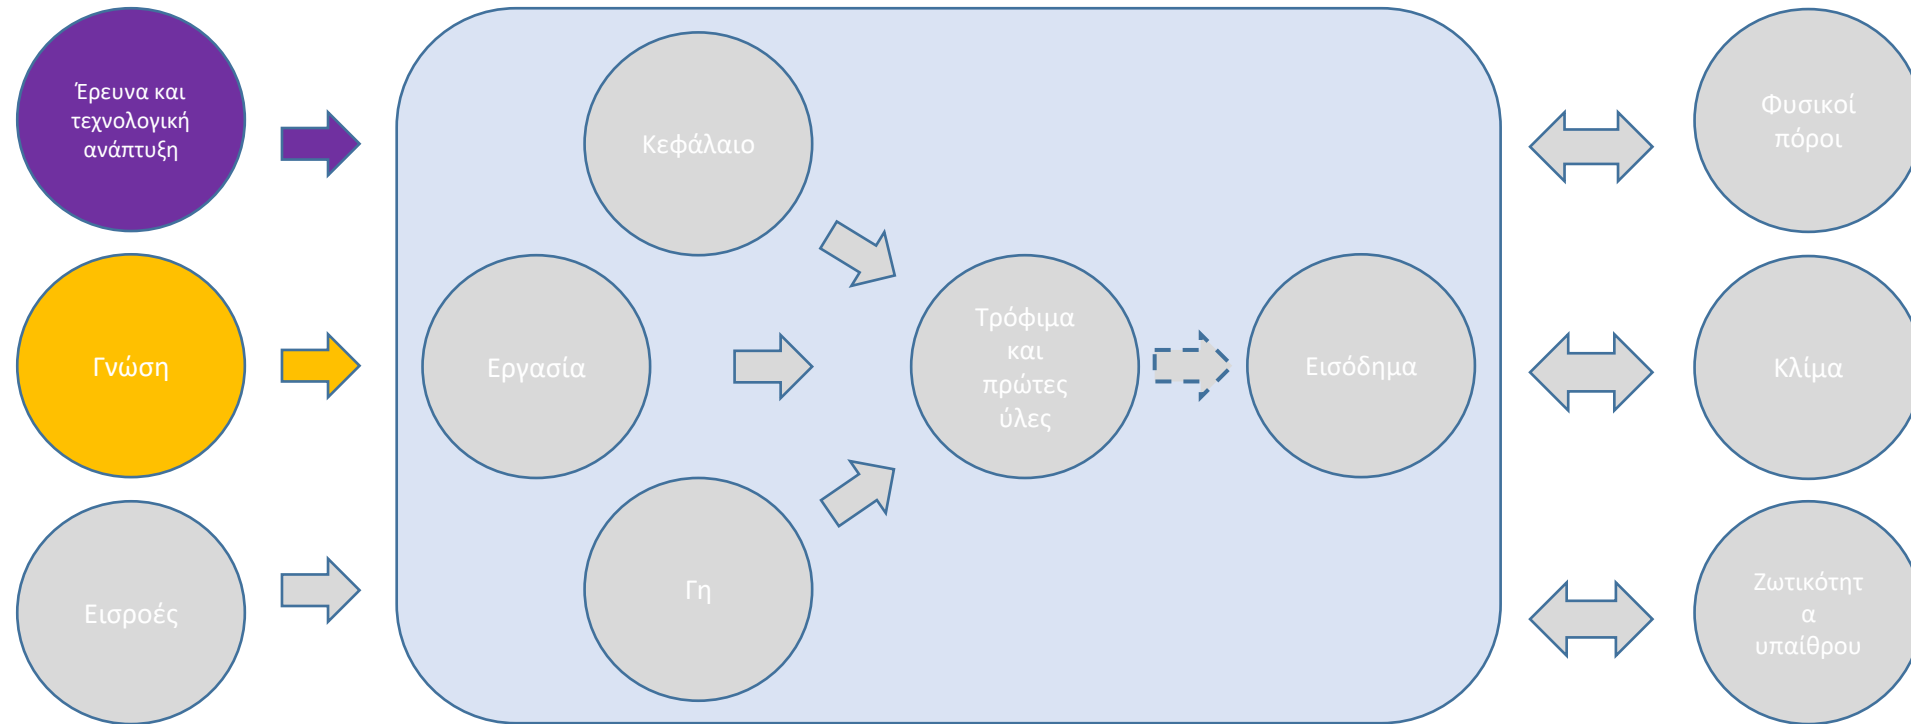 Έρευνα και
τεχνολογική
ανάπτυξη
Κεφάλαιο
Φυσικοί
πόροι
Γνώση
Εργασία
Τρόφιμα
και
πρώτες
ύλες
Εισόδημα
Κλίμα
Εισροές
Γη
Ζωτικότητ
α
υπαίθρου